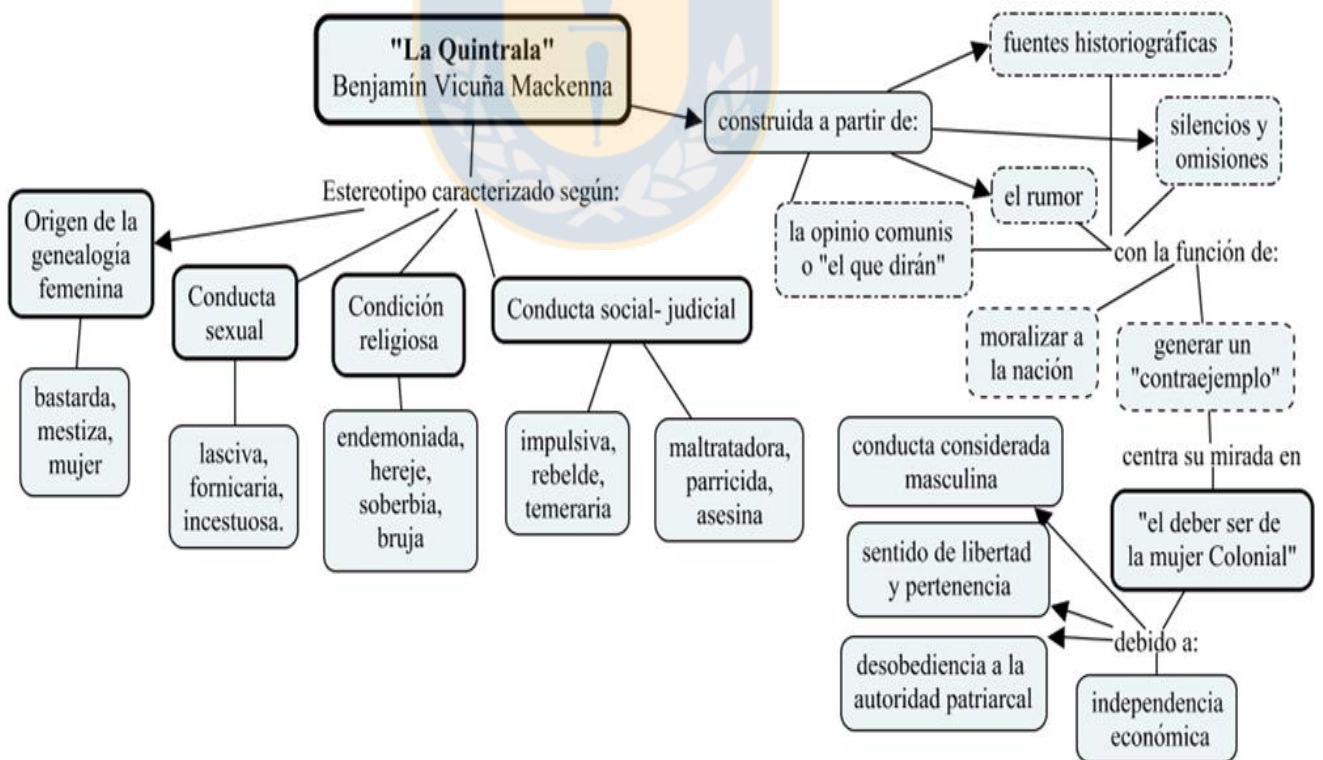 "La Quintrala"
Benjamín Vicuña Mackenna
construida a partir de:
fuentes historiográficas
silencios y
omisiones
el rumor
la opinio comunis
o "el que dirán"
con la función de:
moralizar a
la nación
generar un
"contraejemplo"
centra su mirada en
"el deber ser de
la mujer Colonial"
debido a:
conducta considerada
masculina
sentido de libertad
y pertenencia
desobediencia a la
autoridad patriarcal
independencia
económica
Estereotipo caracterizado según:
Origen de la
genealogía
femenina
bastarda,
mestiza,
mujer
Conducta
sexual
lasciva,
fornicaria,
incestuosa.
Condición
religiosa
endemoniada,
hereje,
soberbia,
bruja
Conducta social- judicial
impulsiva,
rebelde,
temeraria
maltratadora,
parricida,
asesina